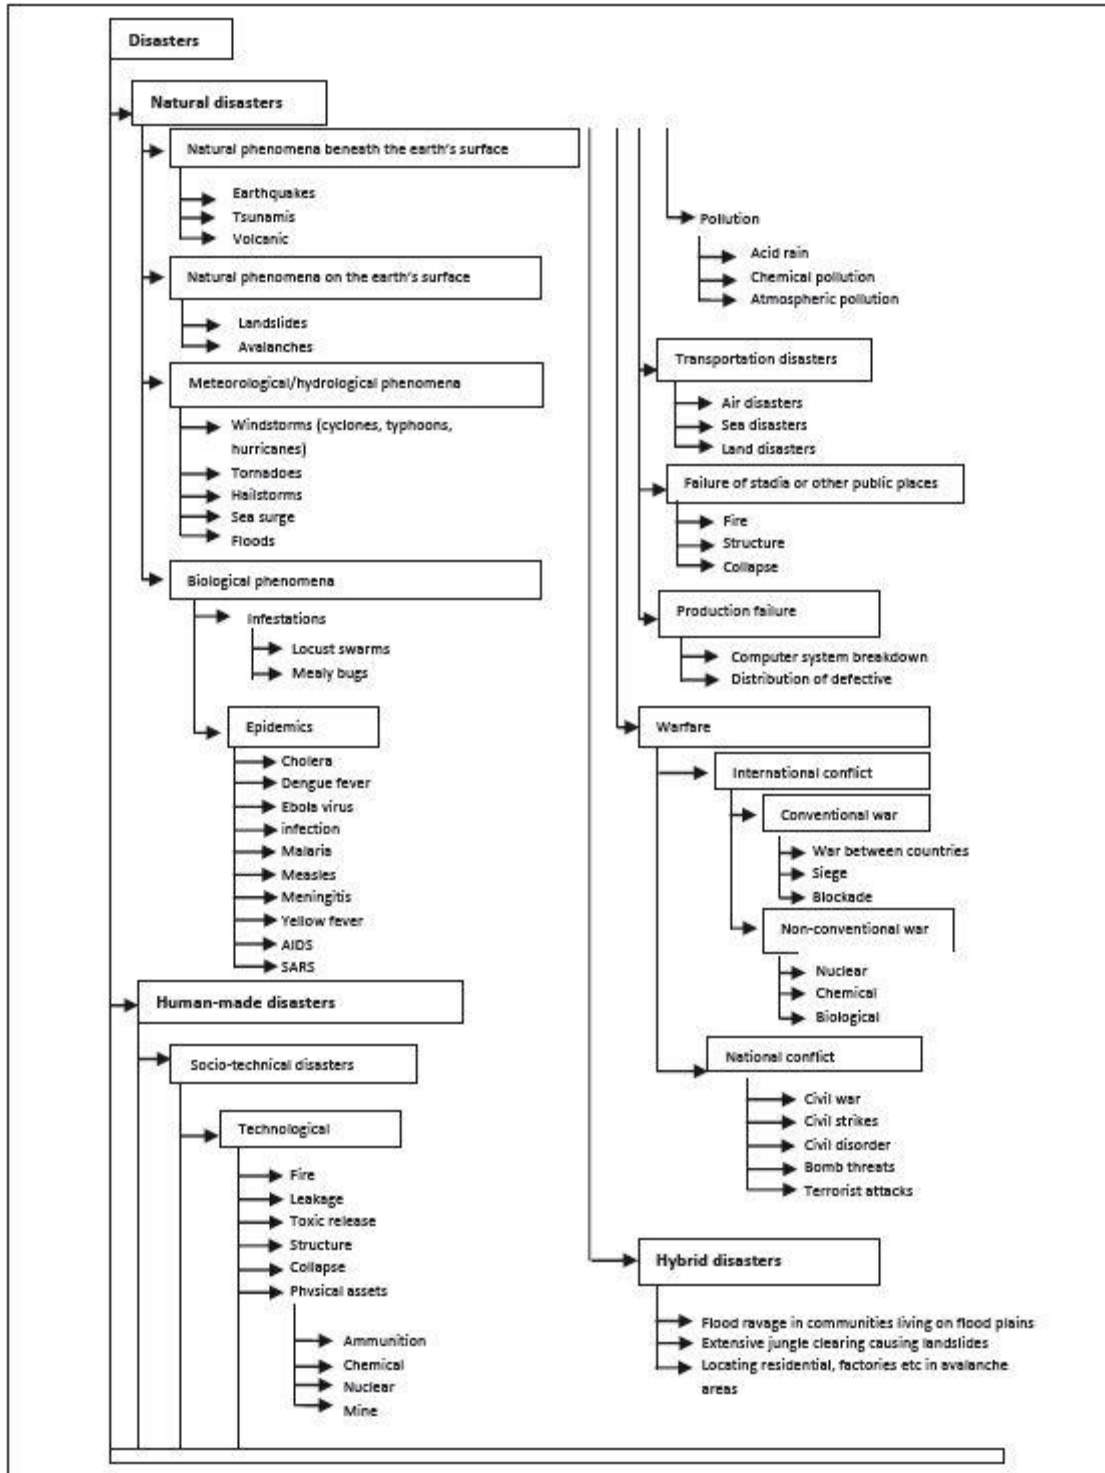 Disasters
Natural disasters
Natural phenomena beneath the earth's surface
Earthquakes
Tsunamis
Volcanic
Natural phenomena on the earth's surface
Landslides
Avalanches
Meteorological/hydrological phenomena
Windstorms (cyclones, typhoons,
hurricanes)
Tornadoes
Hailstorms
Sea surge
Floods
Biological phenomena
Infestations
Locust swarms
Mealy bugs
Epidemics
Cholera
Dengue fever
Ebola virus
infection
Malaria
Measles
Meningitis
Yellow fever
AIDS
SARS
Human-made disasters
Socio-technical disasters
Technological
Fire
Leakage
Toxic release
Structure
Collapse
Physical assets
Ammunition
Chemical
Nuclear
Mine
Pollution
Acid rain
Chemical pollution
Atmospheric pollution
Transportation disasters
Air disasters
Sea disasters
Land disasters
Failure of stadia or other public places
Fire
Structure
Collapse
Production failure
Computer system breakdown
Distribution of defective
Warfare
International conflict
Conventional war
War between countries
Siege
Blockade
Non-conventional war
Nuclear
Chemical
Biological
National conflict
Civil war
Civil strikes
Civil disorder
Bomb threats
Terrorist attacks
Hybrid disasters
Flood ravage in communities living on flood plains
Extensive jungle clearing causing landslides
Locating residential, factories etc in avalanche
areas